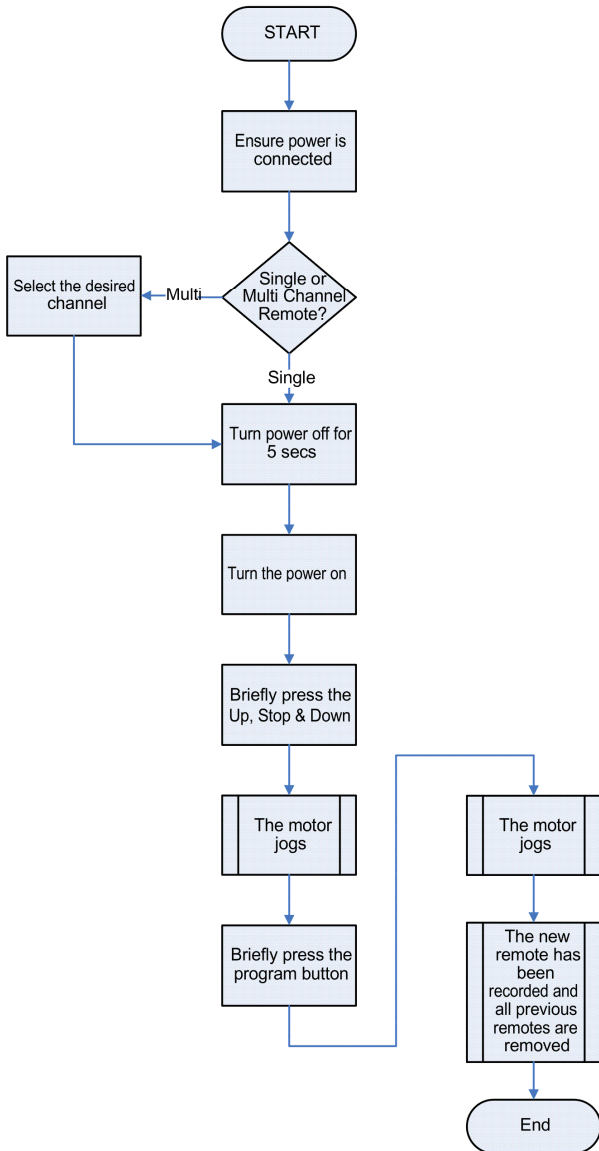 START
Ensure power is
connected
Single or
Multi Channel
Remote?
Multi
Select the desired
channel
Single
Turn power off for
5 secs
Turn the power on
Briefly press the
Up, Stop & Down
The motor
jogs
Briefly press the
program button
The motor
jogs
The new
remote has
been
recorded and
all previous
remotes are
removed
End